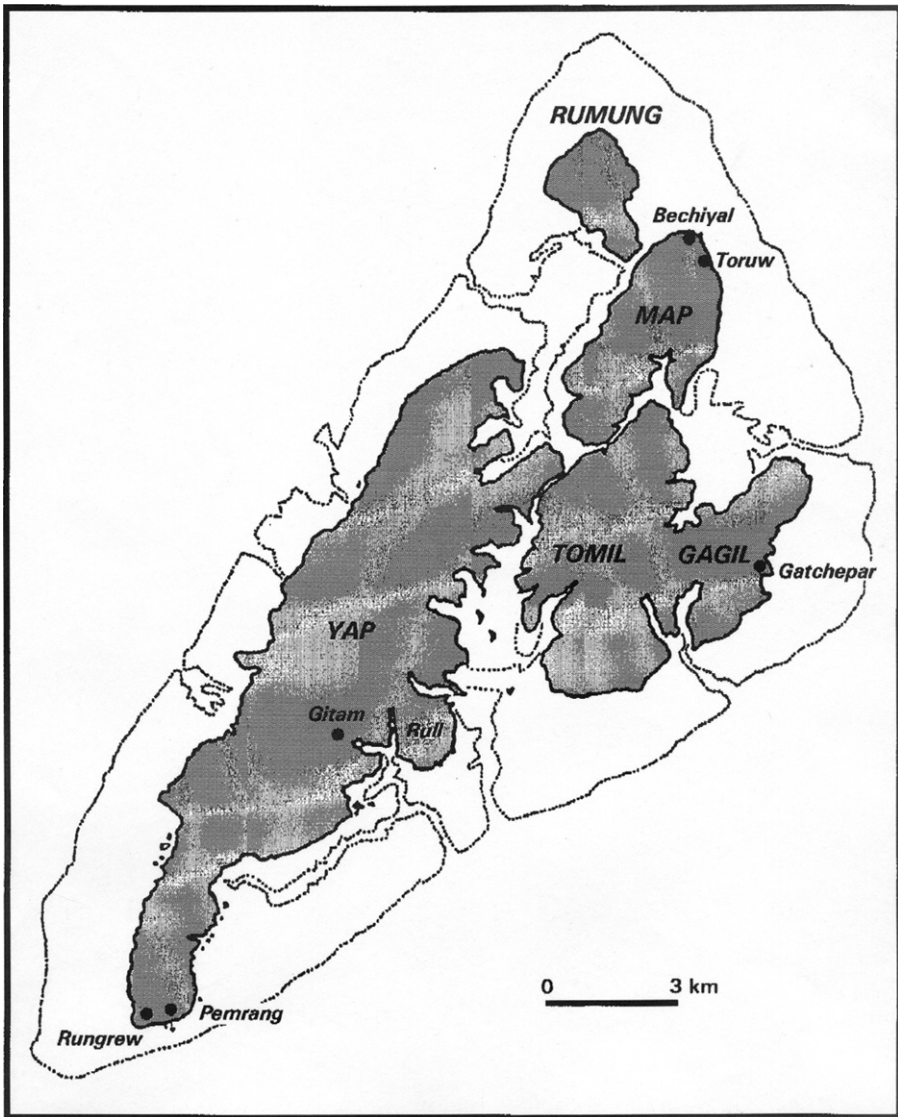 RUMUNG
Bechiyal
Toruw
MAP
TOMIL
GAGIL
Gatchepar
YAP
Gitam
Rull
0 3 km
Pemrang
Rungrew